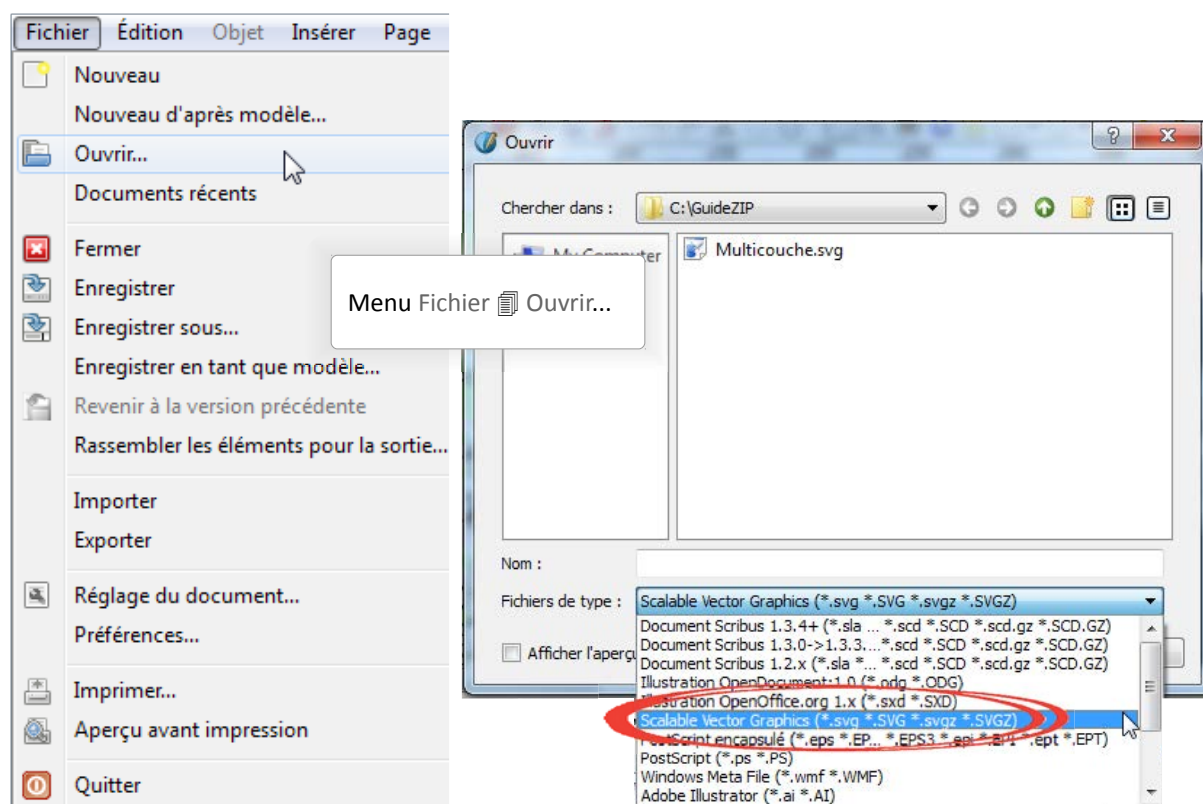 Fichier Édition Objet Insérer Page
Nouveau
Nouveau d'après modèle...
Ouvrir...
Documents récents
Fermer
Enregistrer
Enregistrer sous...
Enregistrer en tant que modèle...
Revenir à la version précédente
Rassembler les éléments pour la sortie...
Importer
Exporter
Réglage du document...
Préférences...
Imprimer...
Aperçu avant impression
Quitter
Menu Fichier Ouvrir...
Ouvrir
Chercher dans : C:\GuideZIP
My Computer
Multicouche.svg
Nom :
Fichiers de type : Scalable Vector Graphics (*.svg *.SVG *.svgz *.SVGZ)
Afficher l'aperçu
Document Scribus 1.3.4+ (*.sla ... *.scd *.SCD *.scd.gz *.SCD.GZ)
Document Scribus 1.3.0->1.3.3....*.scd *.SCD *.scd.gz *.SCD.GZ)
Document Scribus 1.2.x (*.sla *... *.scd *.SCD *.scd.gz *.SCD.GZ)
Illustration OpenDocument 1.0 (*.odg *.ODG)
Illustration OpenOffice.org 1.x (*.sxd *.SXD)
Scalable Vector Graphics (*.svg *.SVG *.svgz *.SVGZ)
PostScript encapsulé (*.eps *.EP... *.EPS3 *.epi *.EPI *.ept *.EPT)
PostScript (*.ps *.PS)
Windows Meta File (*.wmf *.WMF)
Adobe Illustrator (*.ai *.AI)